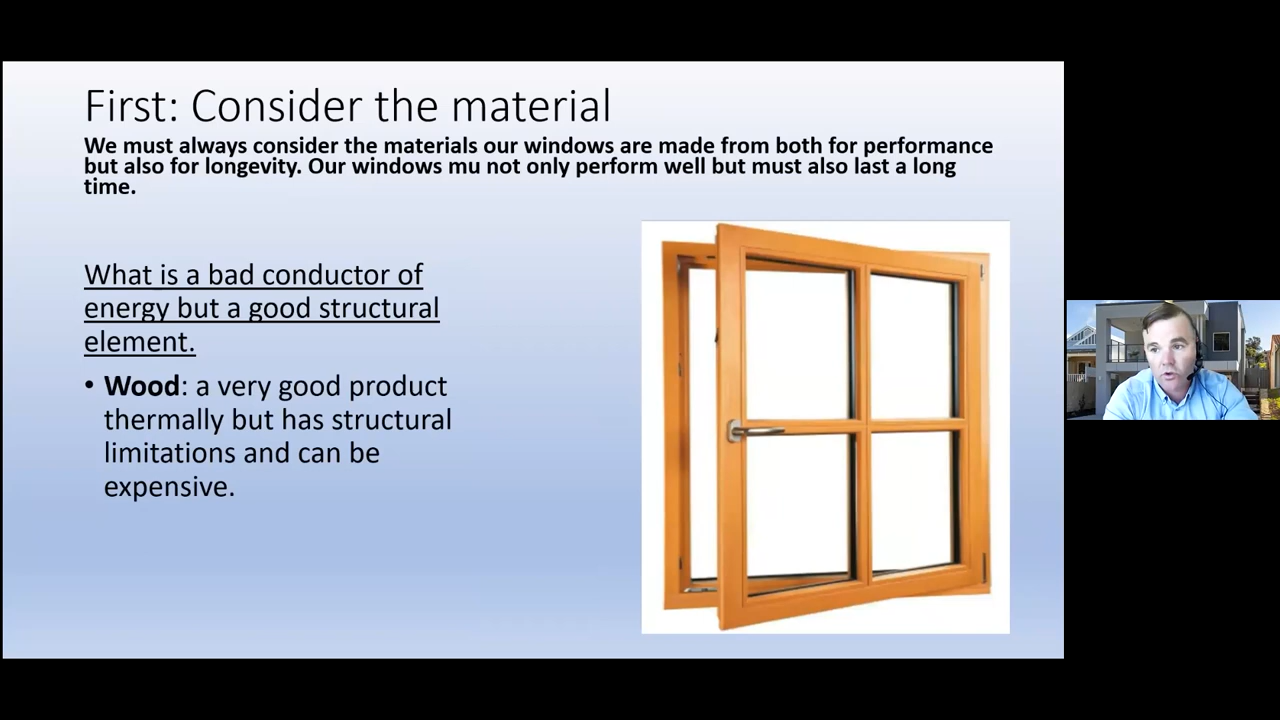 First: Consider the material
We must always consider the materials our windows are made from both for performance
but also for longevity. Our windows mu not only perform well but must also last a long
time.
What is a bad conductor of
energy but a good structural
element.
• Wood: a very good product
thermally but has structural
limitations and can be
expensive.